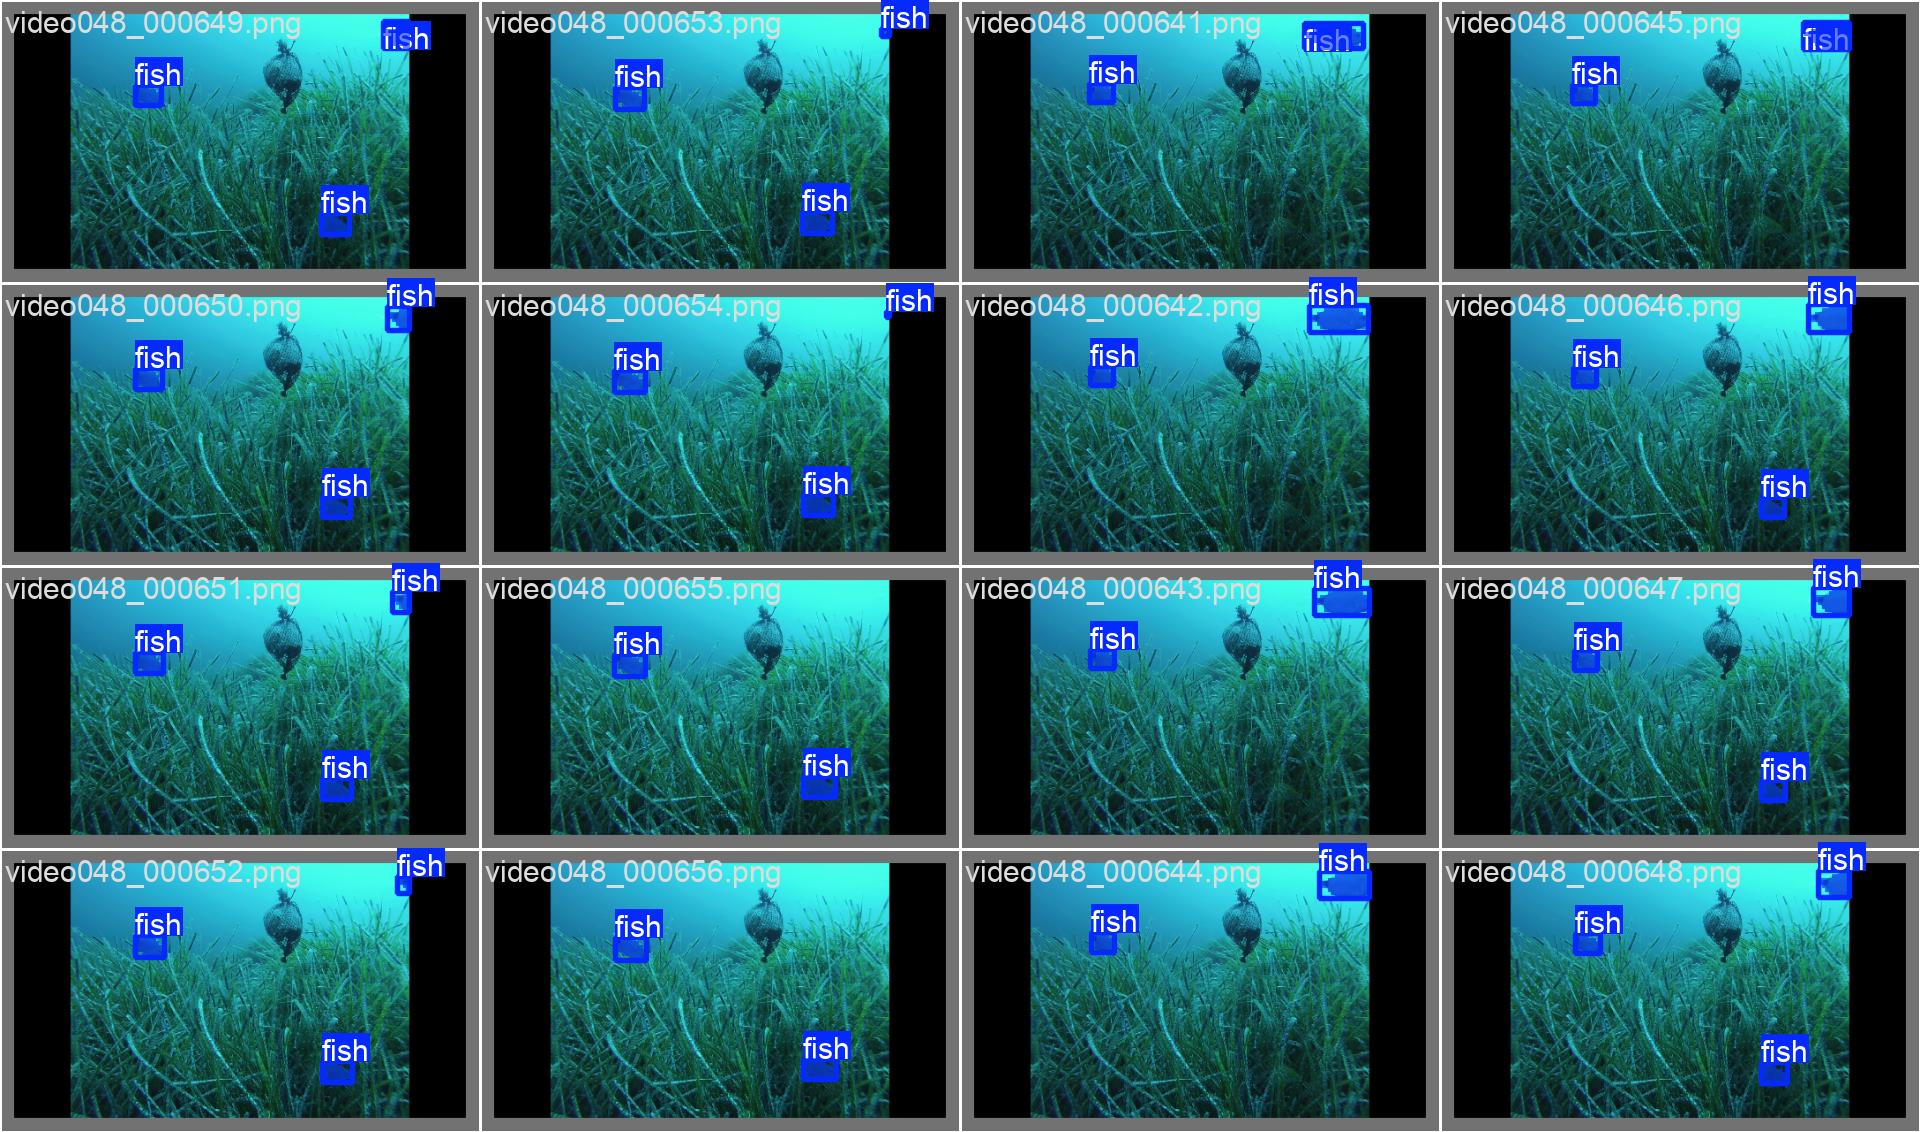 video048_000649.png
fish
fish
fish
video048_000653.png
fish
fish
fish
video048_000641.png
fish
fish
video048_000645.png
fish
fish
video048_000650.png
fish
fish
fish
video048_000654.png
fish
fish
fish
video048_000642.png
fish
fish
video048_000646.png
fish
fish
fish
video048_000651.png
fish
fish
fish
video048_000655.png
fish
fish
video048_000643.png
fish
fish
video048_000647.png
fish
fish
fish
video048_000652.png
fish
fish
fish
video048_000656.png
fish
fish
video048_000644.png
fish
fish
video048_000648.png
fish
fish
fish